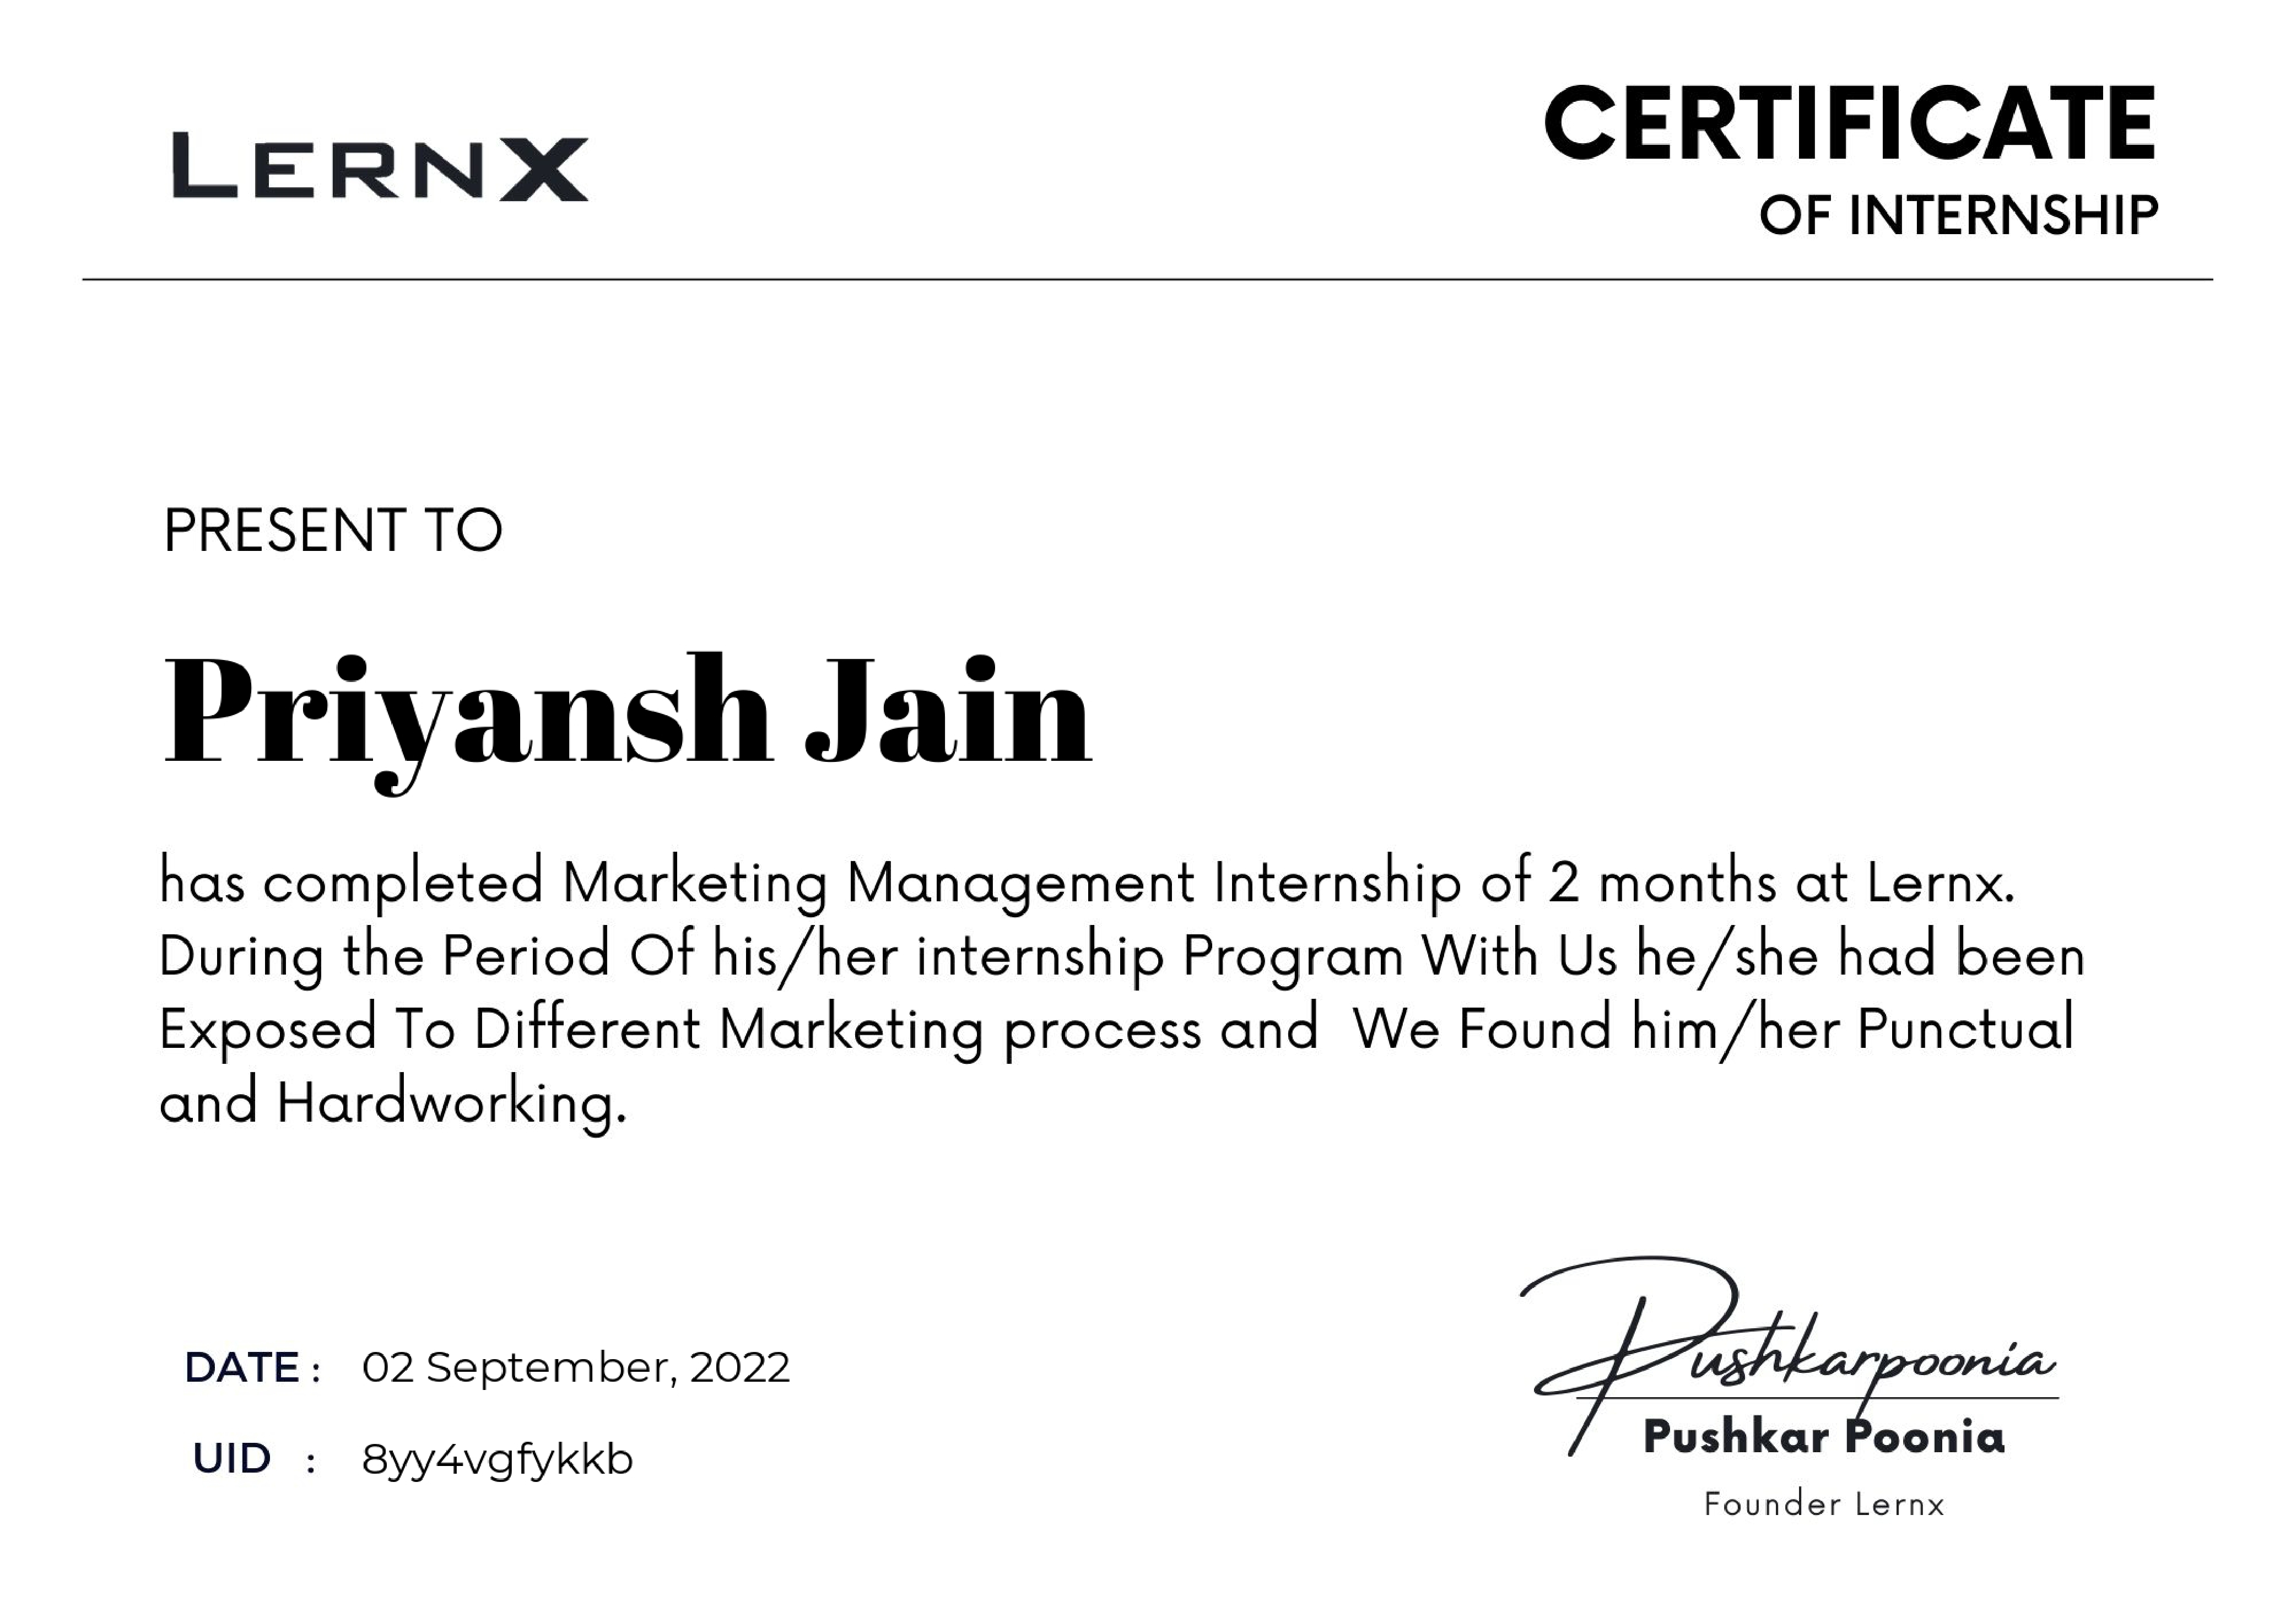 LERNX
CERTIFICATE
OF INTERNSHIP
PRESENT TO
Priyansh Jain
has completed Marketing Management Internship of 2 months at Lernx.
During the Period Of his/her internship Program With Us he/she had been
Exposed To Different Marketing process and  We Found him/her Punctual
and Hardworking.
DATE : 02 September, 2022
UID : 8yy4vgfykkb
Pushkarpoonia
Pushkar Poonia
Founder Lernx